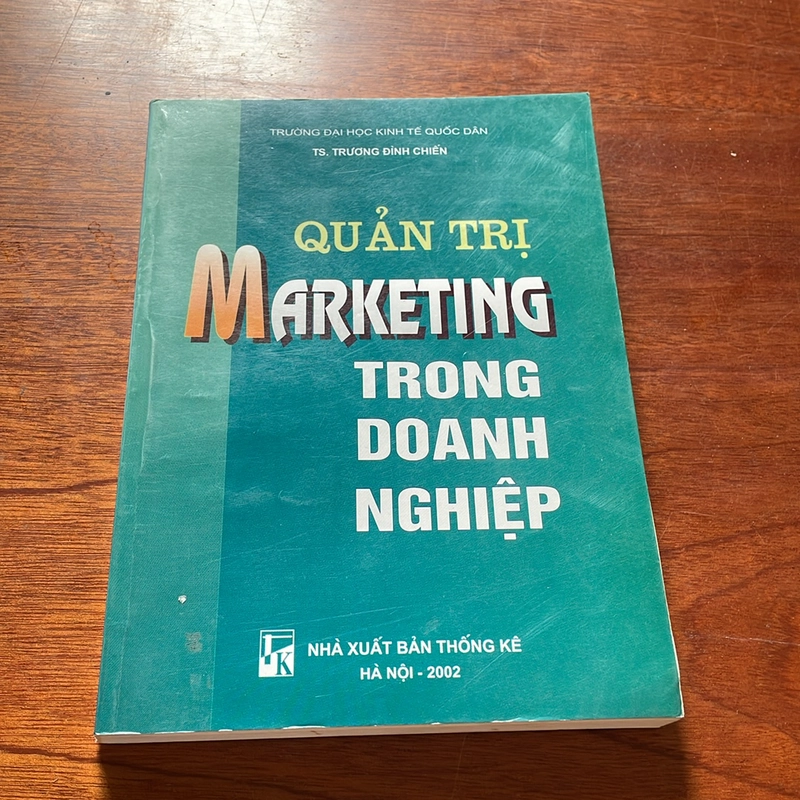 TRƯỜNG ĐẠI HỌC KINH TẾ QUỐC DÂN
TS. TRƯƠNG ĐÌNH CHIẾN
QUẢN TRỊ
MARKETING
TRONG
DOANH
NGHIỆP
NHÀ XUẤT BẢN THỐNG KÊ
HÀ NỘI - 2002